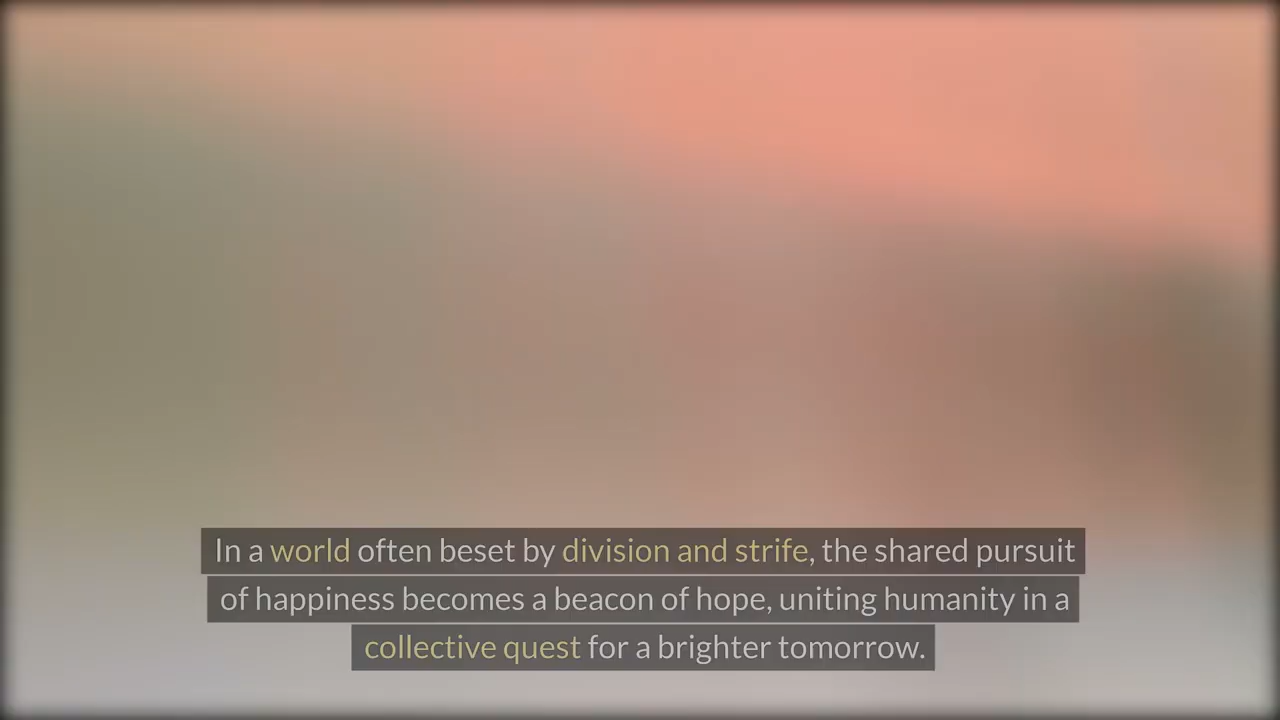 In a world often beset by division and strife, the shared pursuit
of happiness becomes a beacon of hope, uniting humanity in a
collective quest for a brighter tomorrow.